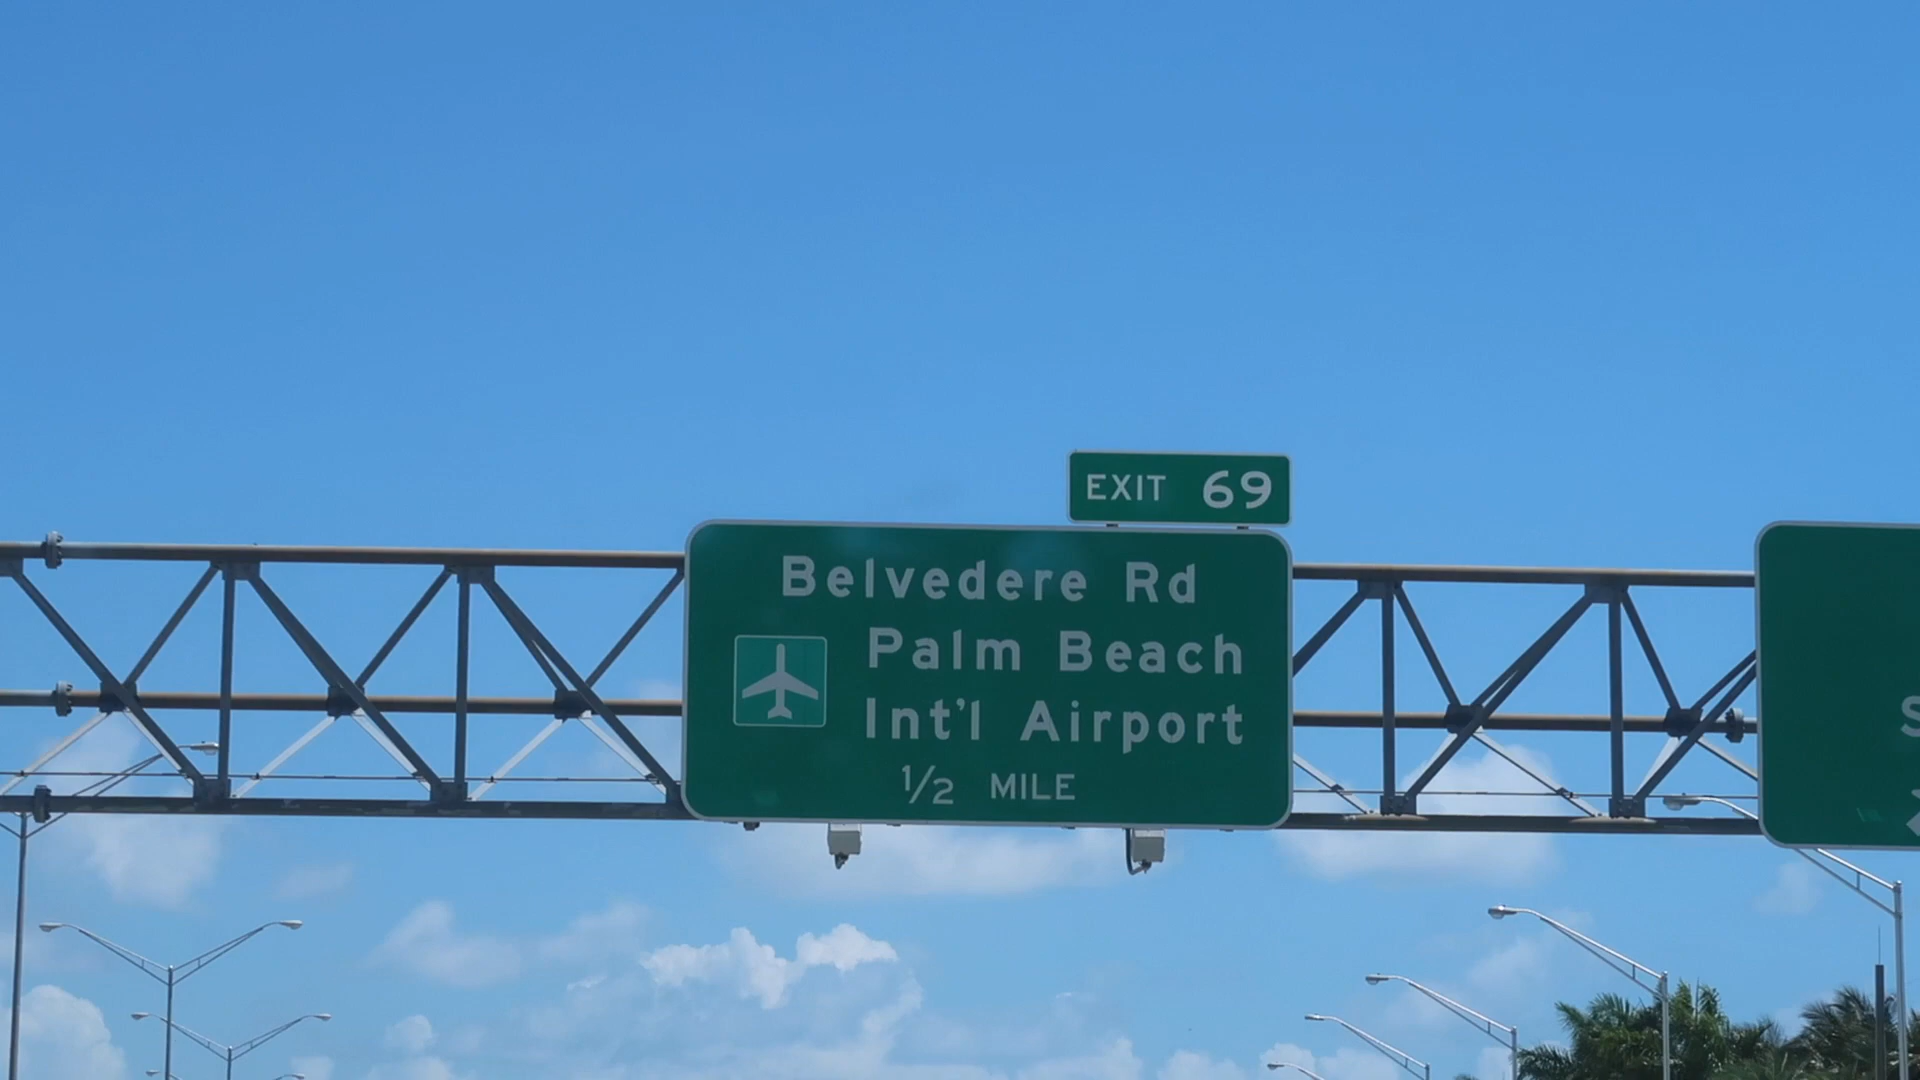 EXIT 69
Belvedere Rd
Palm Beach
Int'l Airport
1/2 MILE